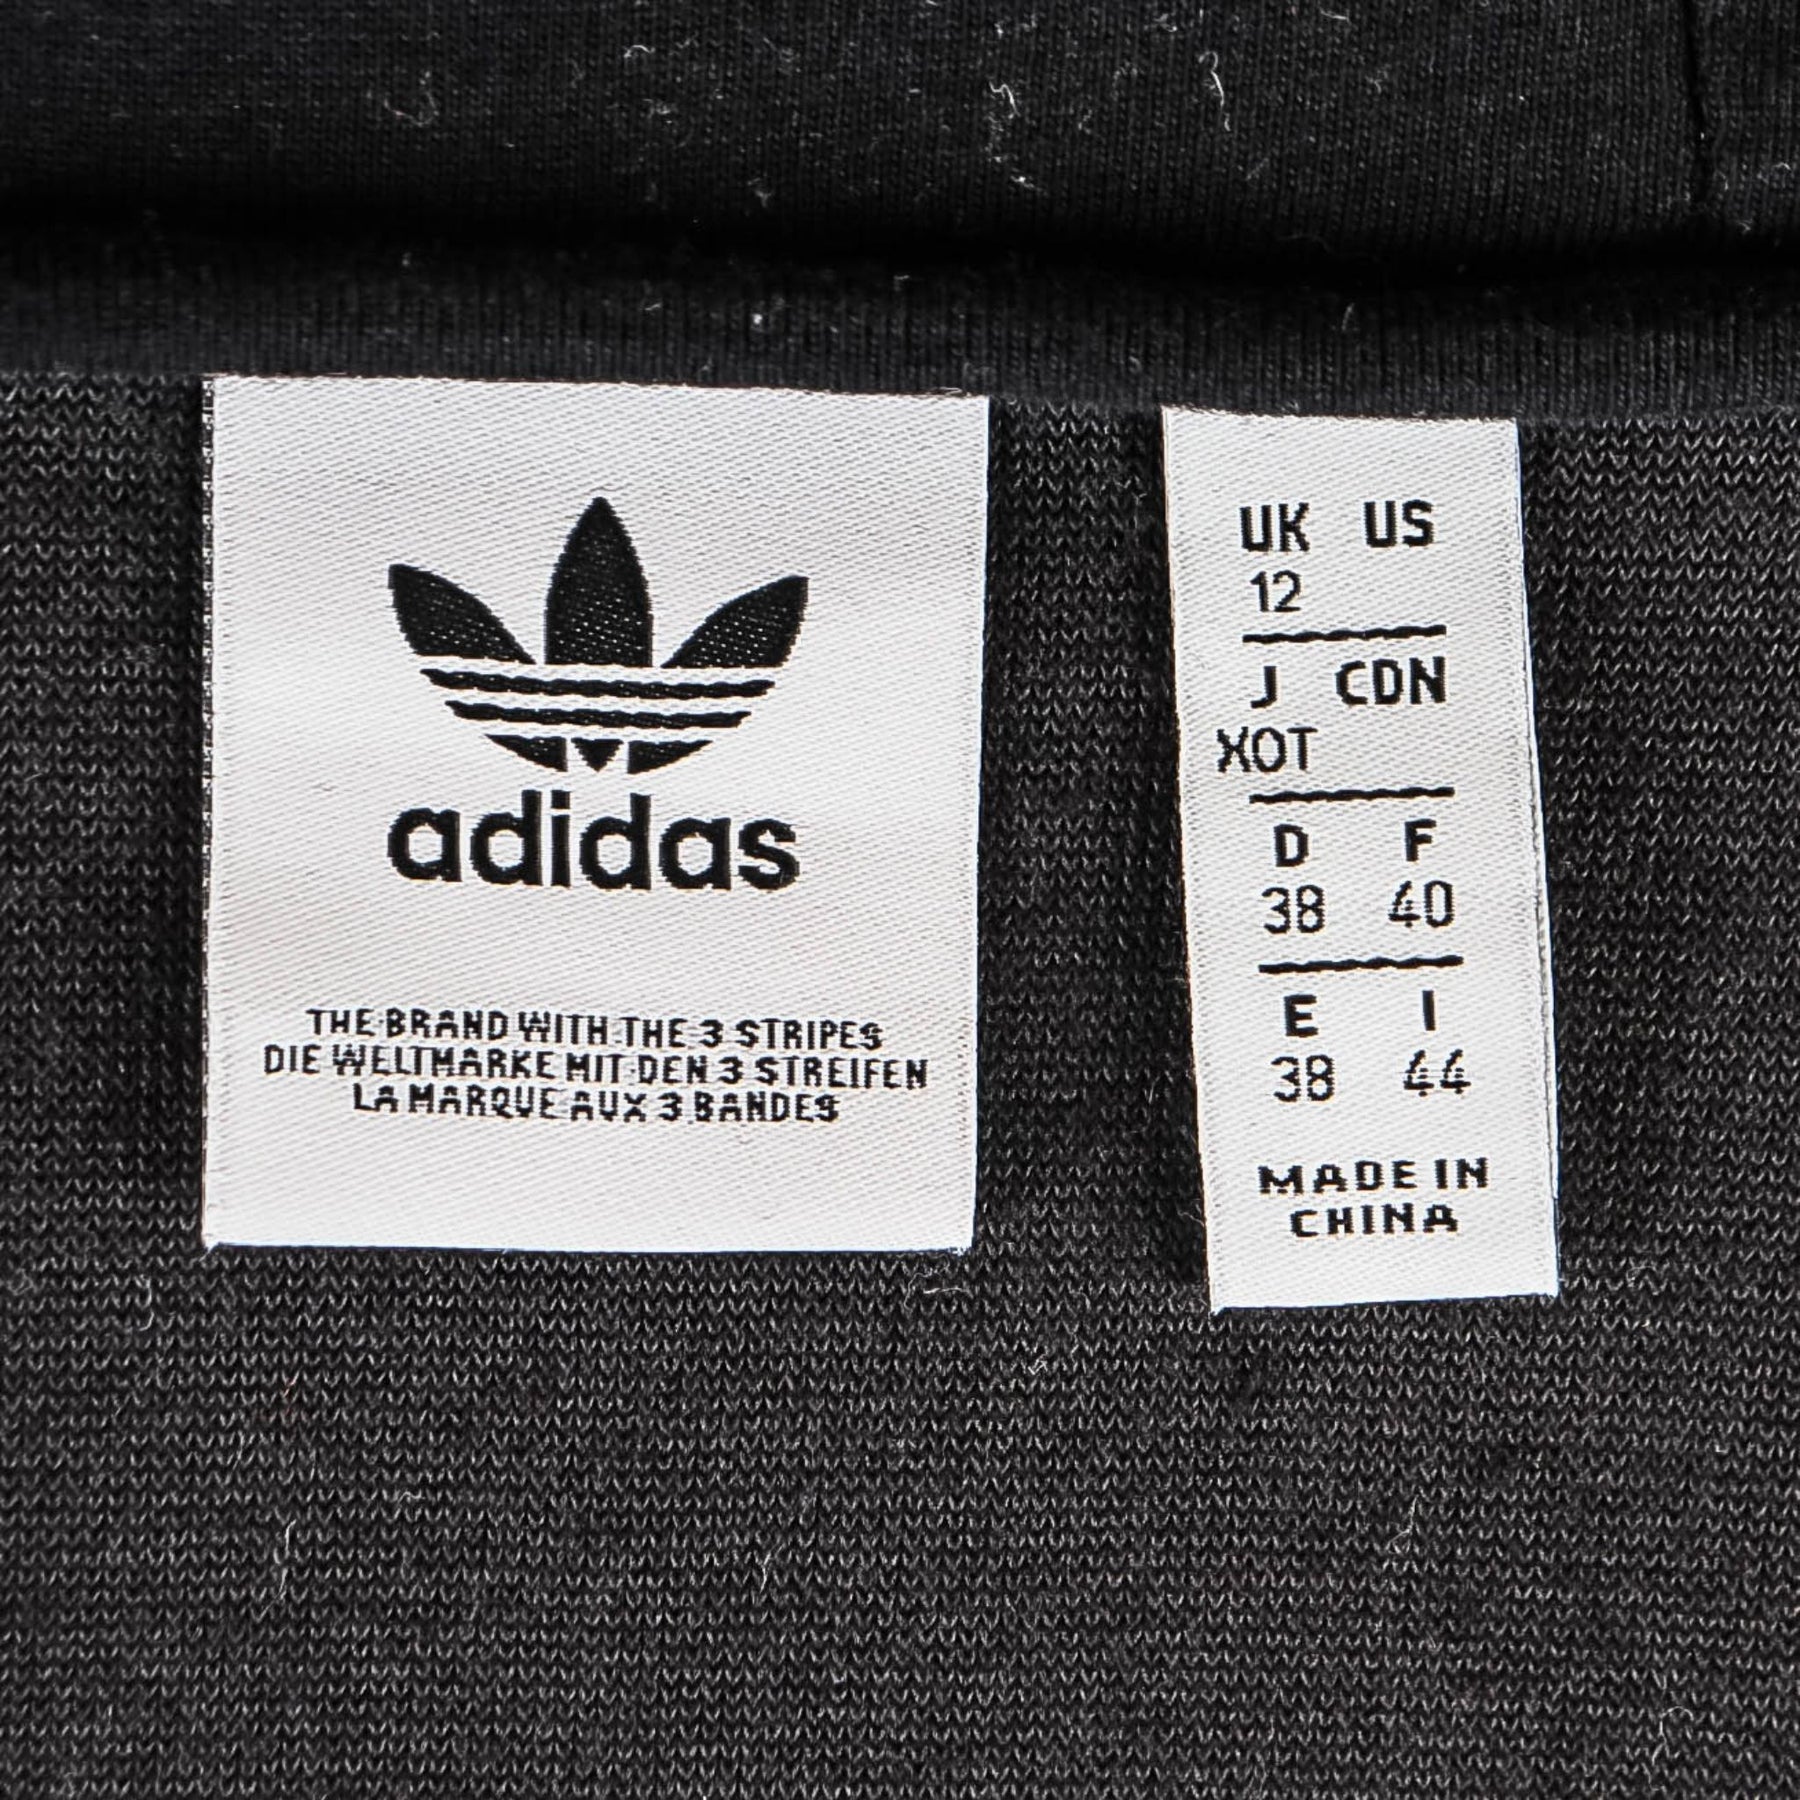 adidas
THE BRAND WITH THE 3 STRIPES
DIE WELTMARKE MIT DEN 3 STREIFEN
LA MARQUE AUX 3 BANDES
UK US
12
J CDN
XOT
D F
38 40
E I
38 44
MADE IN
CHINA